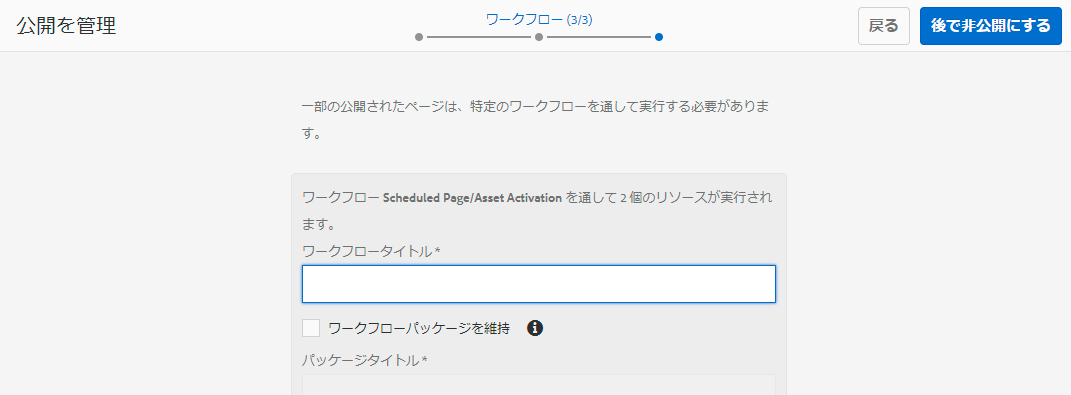 公開を管理
ワークフロー (3/3)
戻る
後で非公開にする
一部の公開されたページは、特定のワークフローを通して実行する必要がありま
す。
ワークフロー Scheduled Page/Asset Activation を通して 2 個のリソースが実行され
ます。
ワークフロータイトル *
ワークフローパッケージを維持
パッケージタイトル *